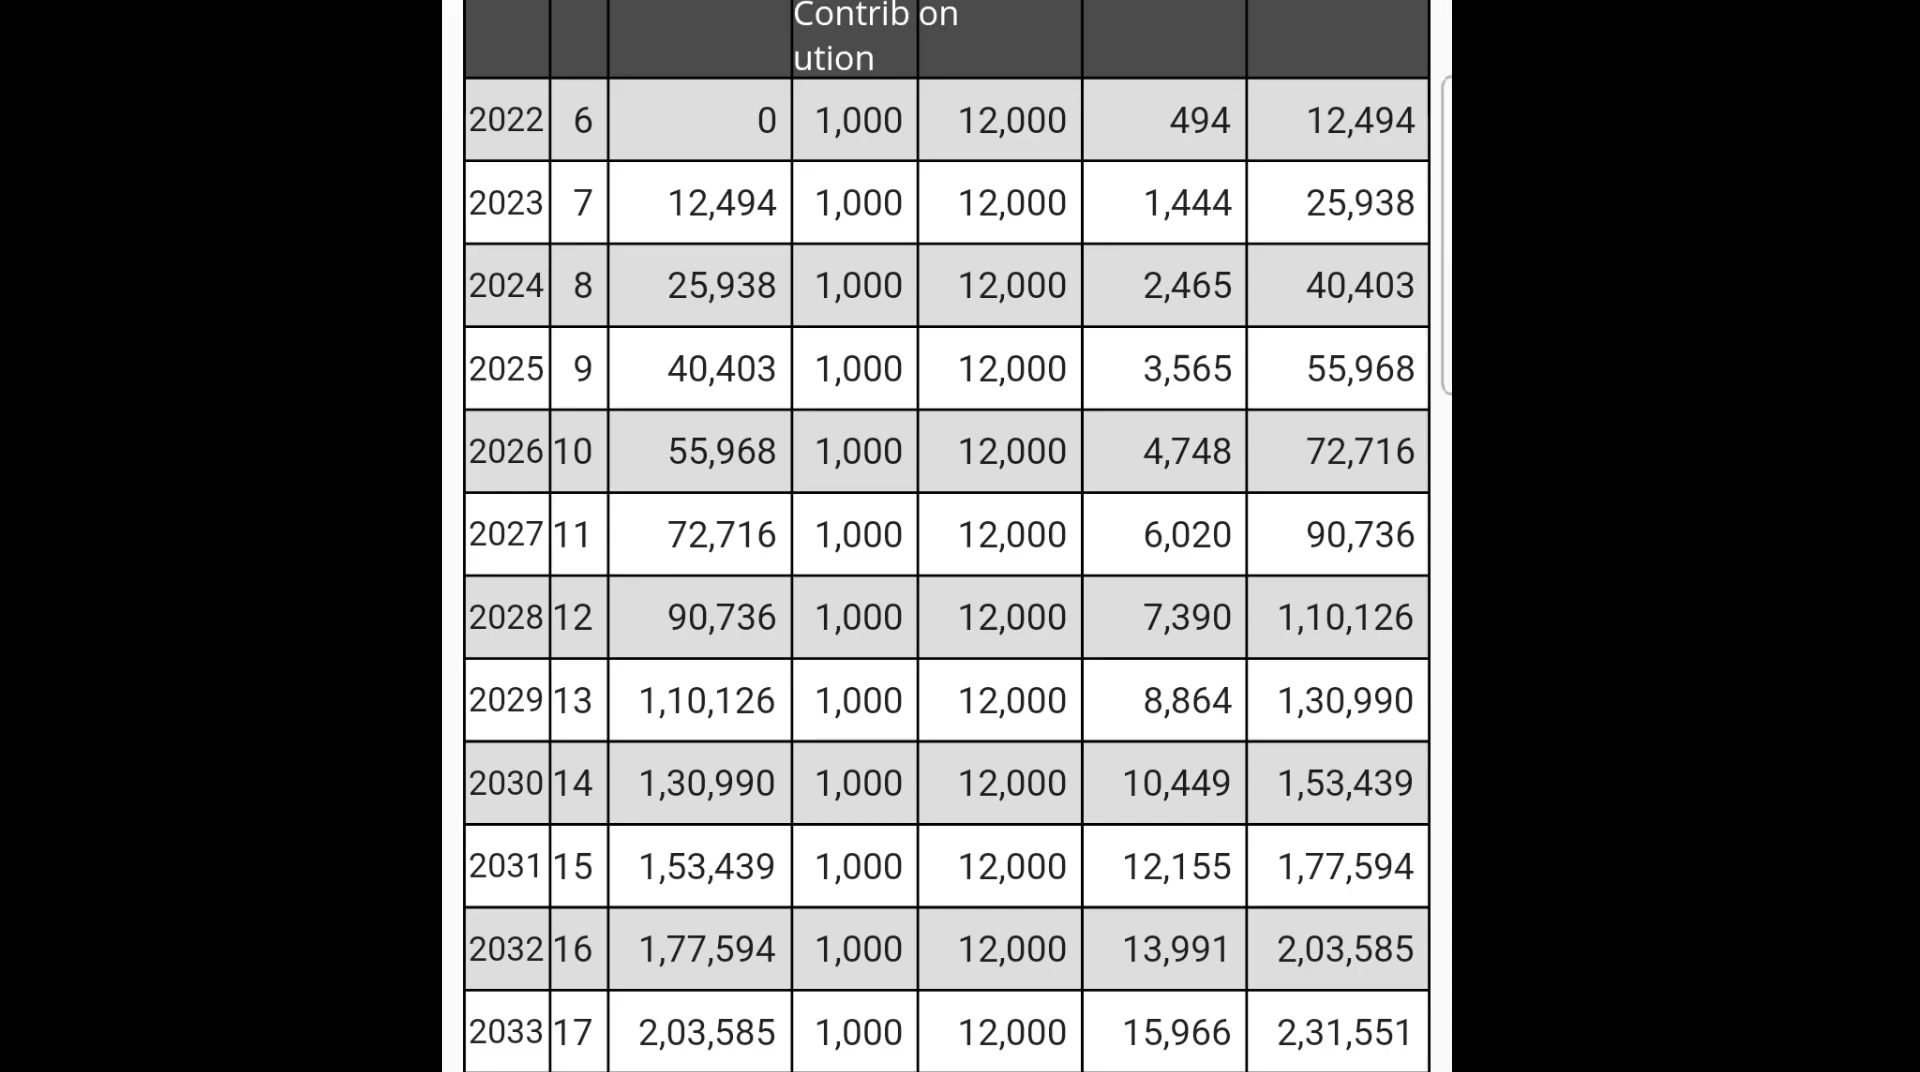 Contrib on
ution
2022 6 0 1,000 12,000 494 12,494
2023 7 12,494 1,000 12,000 1,444 25,938
2024 8 25,938 1,000 12,000 2,465 40,403
2025 9 40,403 1,000 12,000 3,565 55,968
2026 10 55,968 1,000 12,000 4,748 72,716
2027 11 72,716 1,000 12,000 6,020 90,736
2028 12 90,736 1,000 12,000 7,390 1,10,126
2029 13 1,10,126 1,000 12,000 8,864 1,30,990
2030 14 1,30,990 1,000 12,000 10,449 1,53,439
2031 15 1,53,439 1,000 12,000 12,155 1,77,594
2032 16 1,77,594 1,000 12,000 13,991 2,03,585
2033 17 2,03,585 1,000 12,000 15,966 2,31,551